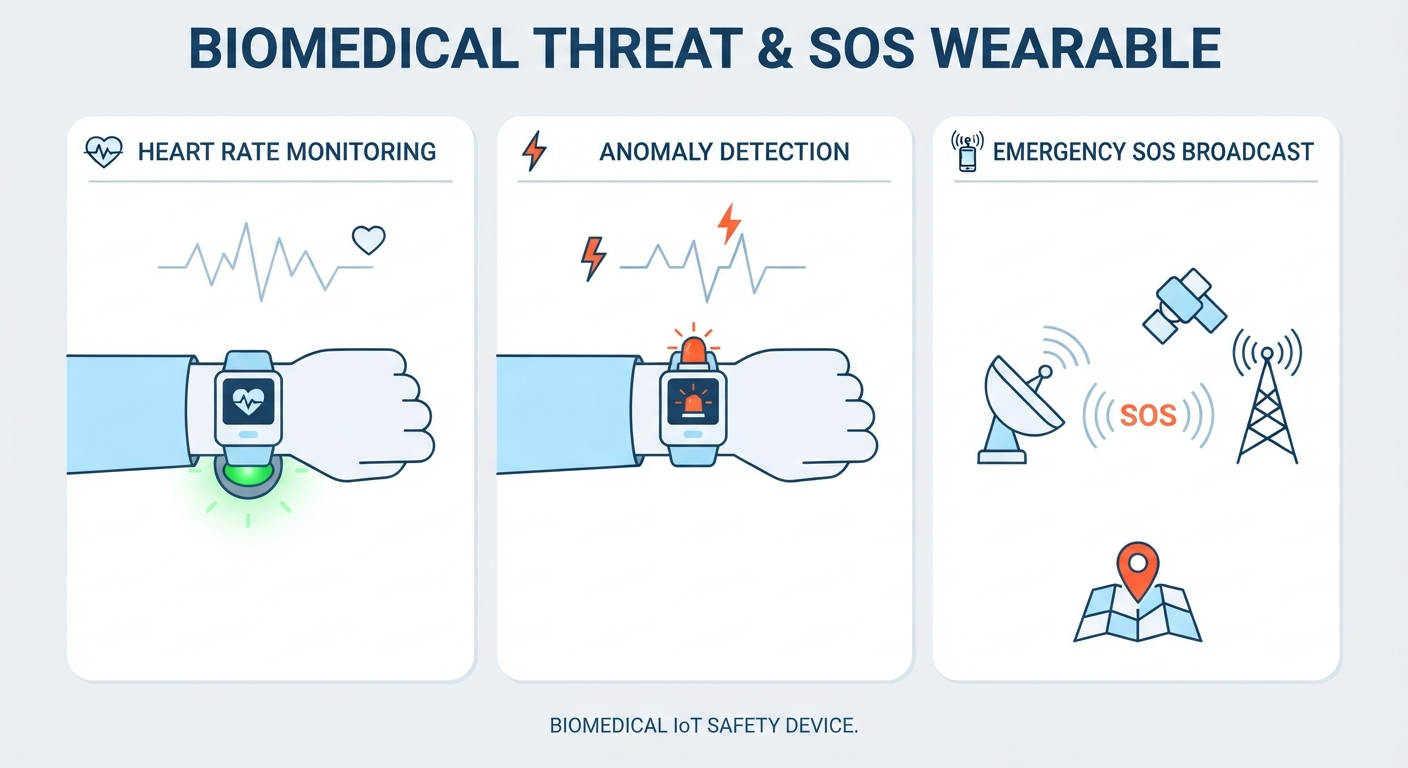 BIOMEDICAL THREAT & SOS WEARABLE
HEART RATE MONITORING
ANOMALY DETECTION
EMERGENCY SOS BROADCAST
SOS
BIOMEDICAL IoT SAFETY DEVICE.